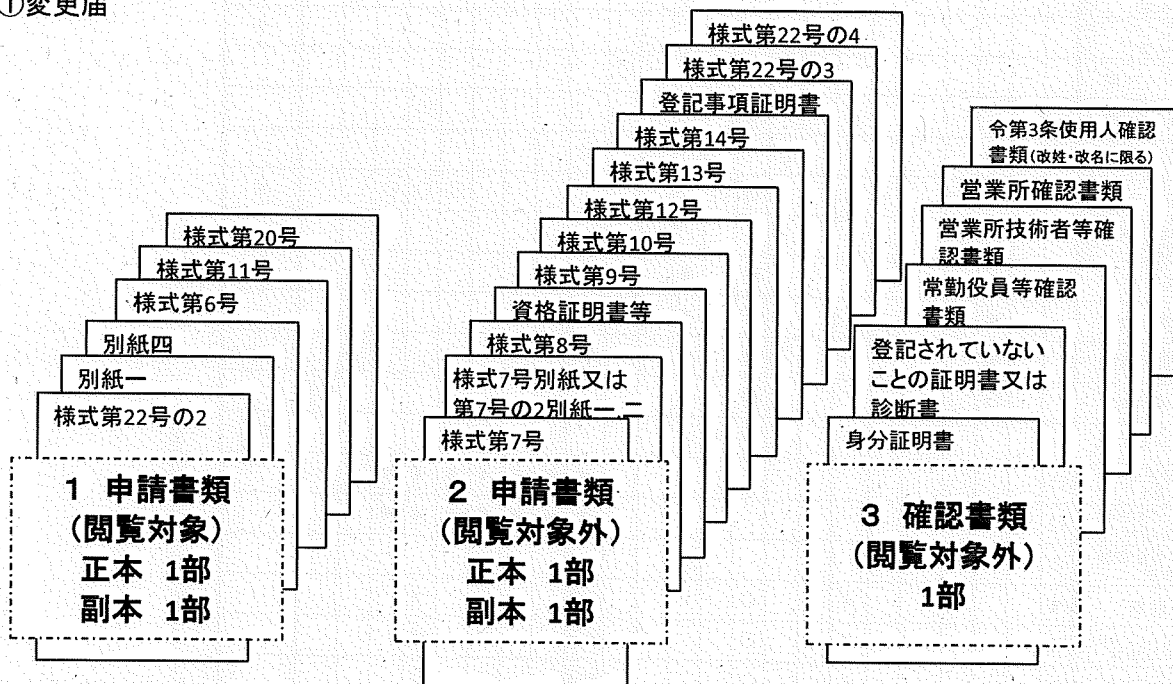 ①変更届
様式第20号
様式第11号
様式第6号
別紙四
別紙一
様式第22号の2
1 申請書類
(閲覧対象)
正本 1部
副本 1部
様式第22号の4
様式第22号の3
登記事項証明書
様式第14号
様式第13号
様式第12号
様式第10号
様式第9号
資格証明書等
様式第8号
様式7号別紙又は
第7号の2別紙一,二
様式第7号
2 申請書類
(閲覧対象外)
正本 1部
副本 1部
令第3条使用人確認
書類(改姓・改名に限る)
営業所確認書類
営業所技術者等確
認書類
常勤役員等確認
書類
登記されていない
ことの証明書又は
診断書
身分証明書
3 確認書類
(閲覧対象外)
1部